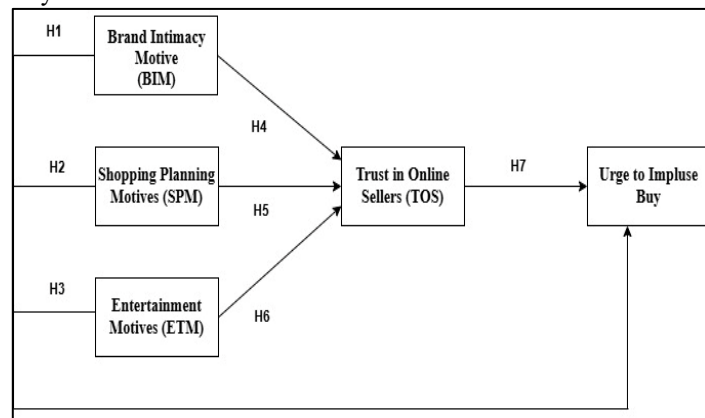 H1
Brand Intimacy
Motive
(BIM)
H4
H2
Shopping Planning
Motives (SPM)
H5
Trust in Online
Sellers (TOS)
H7
Urge to Impluse
Buy
H3
Entertainment
Motives (ETM)
H6